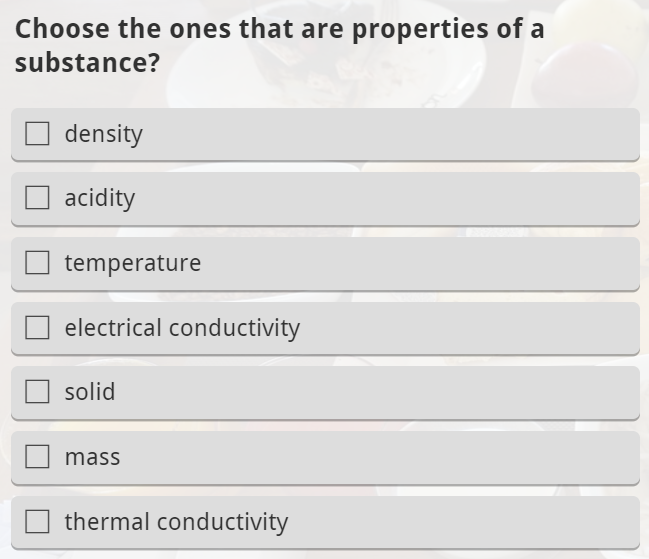 Choose the ones that are properties of a
substance?
density
acidity
temperature
electrical conductivity
solid
mass
thermal conductivity